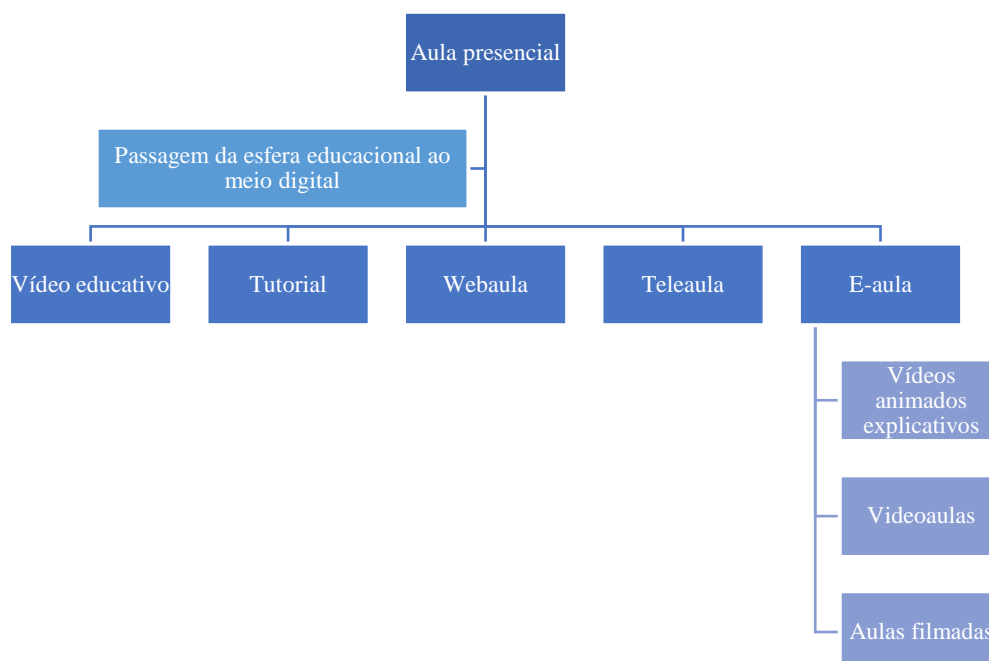 Aula presencial
Passagem da esfera educacional ao
meio digital
Vídeo educativo
Tutorial
Webaula
Teleaula
E-aula
Vídeos
animados
explicativos
Videoaulas
Aulas filmadas